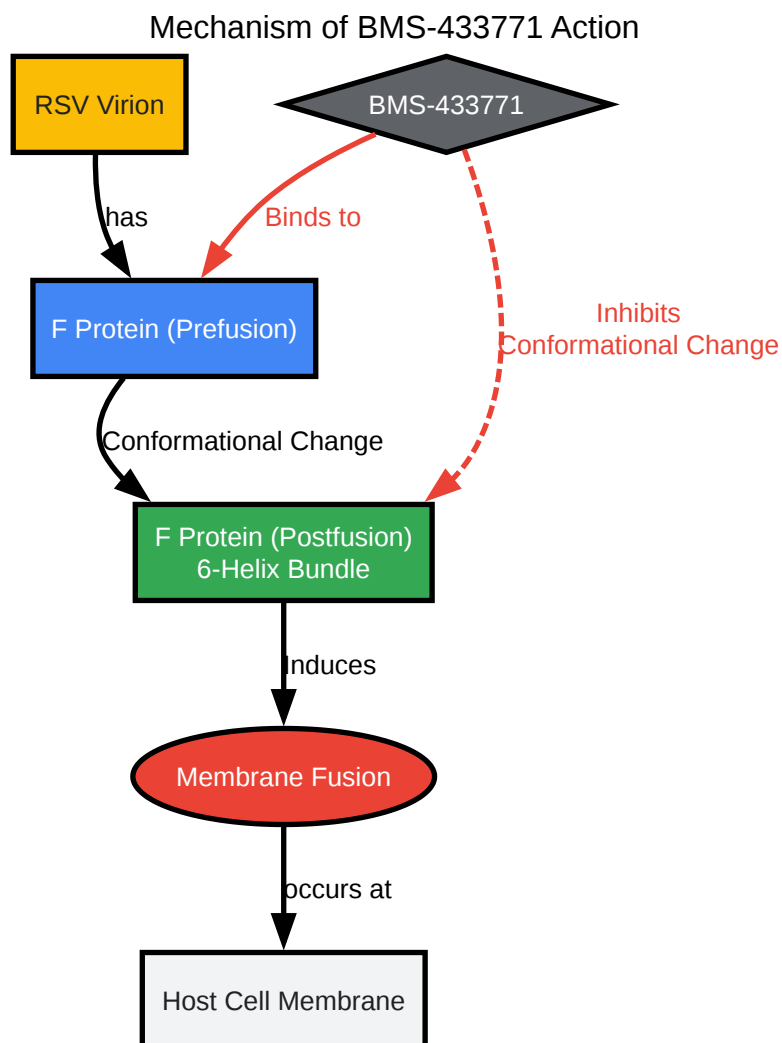 Mechanism of BMS-433771 Action
RSV Virion
BMS-433771
has
Binds to
F Protein (Prefusion)
Inhibits
Conformational Change
Conformational Change
F Protein (Postfusion)
6-Helix Bundle
Induces
Membrane Fusion
occurs at
Host Cell Membrane